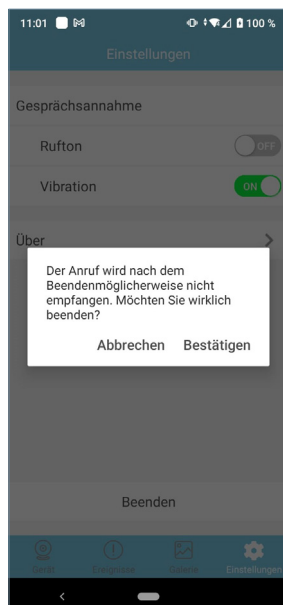 11:01 100 %
Einstellungen
Gesprächsannahme
Rufton OFF
Vibration ON
Über
Der Anruf wird nach dem
Beendenmöglicherweise nicht
empfangen. Möchten Sie wirklich
beenden?
Abbrechen Bestätigen
Beenden
Gerät Ereignisse Galerie Einstellungen